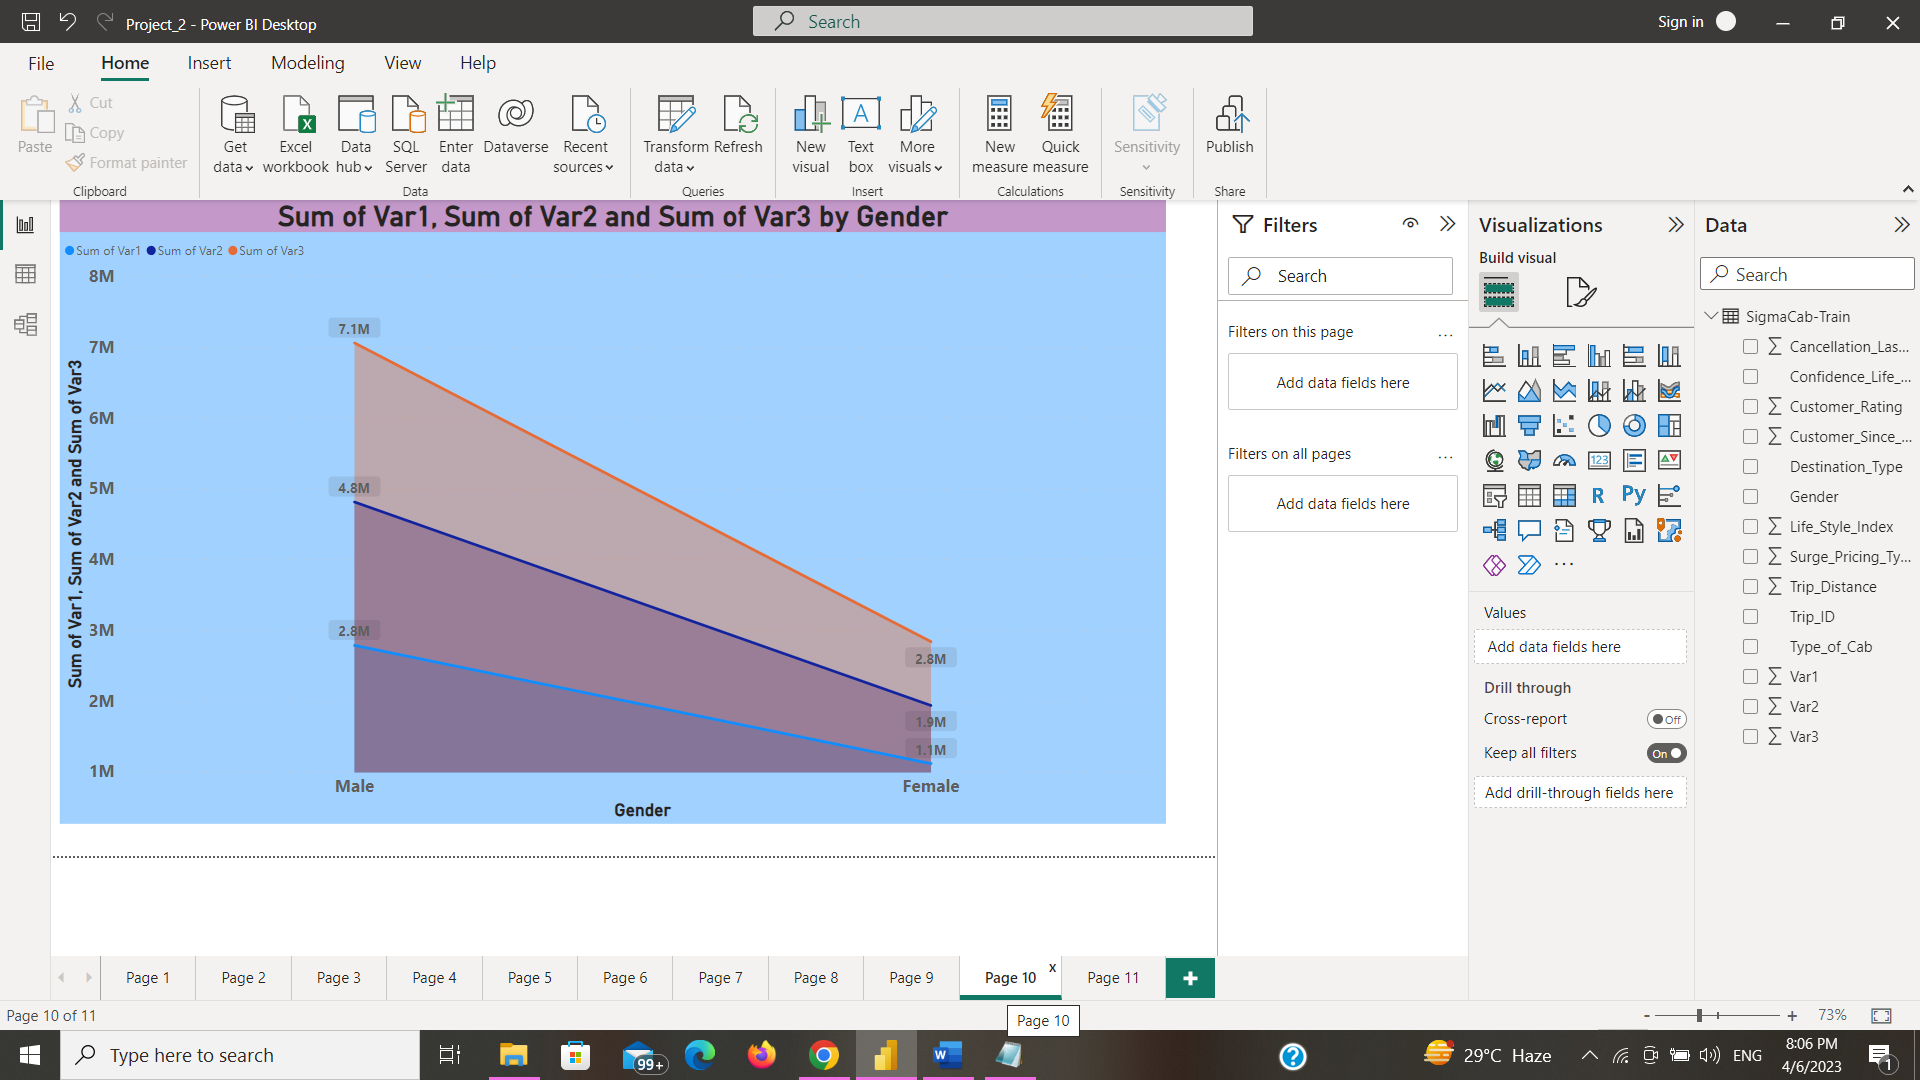 Project_2 - Power BI Desktop
Search
Sign in
File Home Insert Modeling View Help
Paste
Cut
Copy
Format painter
Clipboard
Get data
Excel workbook
Data hub
SQL Server
Enter data
Dataverse
Recent sources
Data
Transform data
Refresh
Queries
New visual
Text box
More visuals
Insert
New measure
Quick measure
Calculations
Sensitivity
Sensitivity
Publish
Share
Sum of Var1, Sum of Var2 and Sum of Var3 by Gender
Sum of Var1 Sum of Var2 Sum of Var3
Sum of Var1, Sum of Var2 and Sum of Var3
8M
7M
6M
5M
4M
3M
2M
1M
7.1M
4.8M
2.8M
2.8M
1.9M
1.1M
Male Female
Gender
Filters
Search
Filters on this page ...
Add data fields here
Filters on all pages ...
Add data fields here
Visualizations
Build visual
123
R
Py
...
Values
Add data fields here
Drill through
Cross-report Off
Keep all filters On
Add drill-through fields here
Data
Search
SigmaCab-Train
Cancellation_Las...
Confidence_Life_...
Customer_Rating
Customer_Since_...
Destination_Type
Gender
Life_Style_Index
Surge_Pricing_Ty...
Trip_Distance
Trip_ID
Type_of_Cab
Var1
Var2
Var3
Page 1 Page 2 Page 3 Page 4 Page 5 Page 6 Page 7 Page 8 Page 9 Page 10 x Page 11 +
Page 10 of 11
Page 10
- + 73%
Type here to search
99+
29°C Haze
ENG
8:06 PM
4/6/2023
1